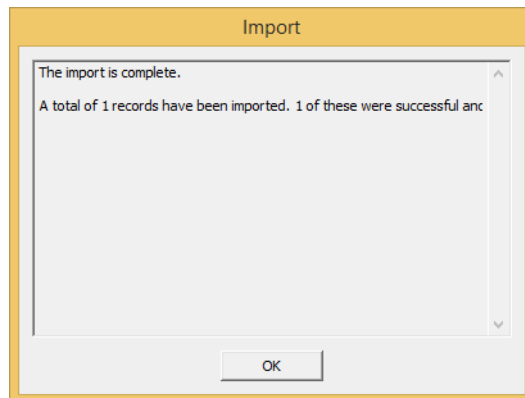 Import
The import is complete.
A total of 1 records have been imported. 1 of these were successful and
OK